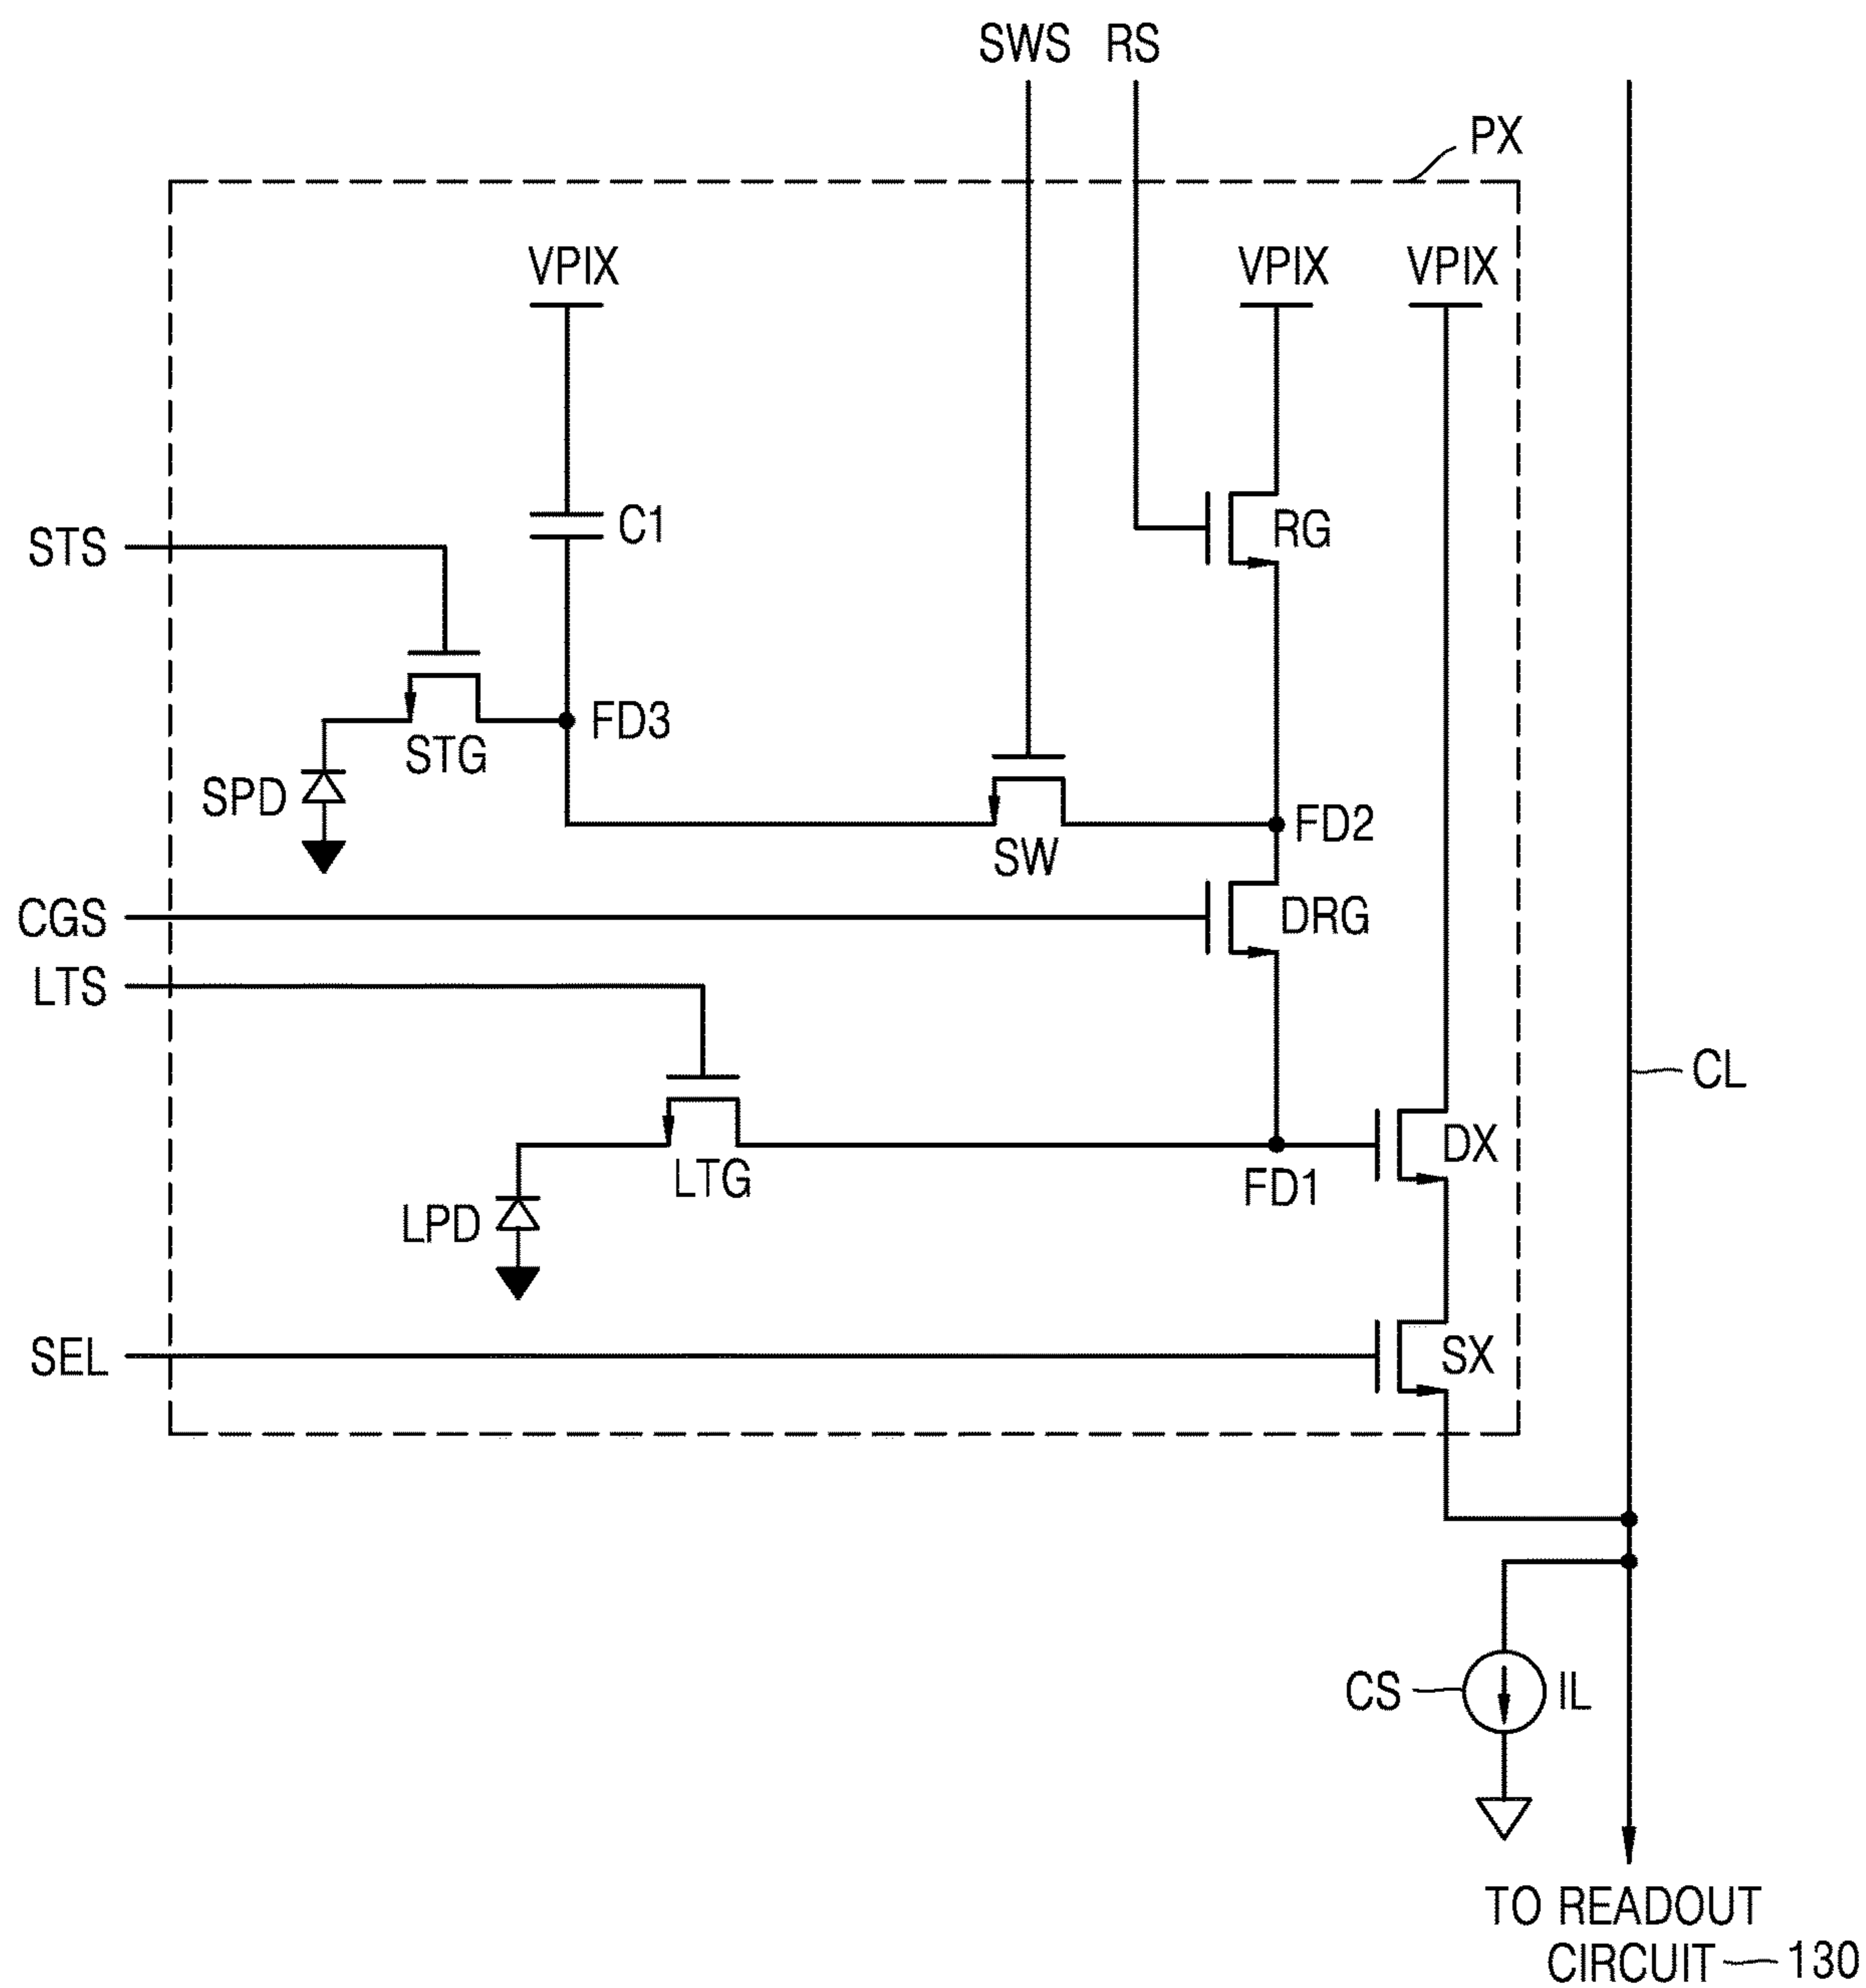 SWS RS
PX
VPIX VPIX VPIX
C1
RG
STS
FD3
STG
SPD
FD2
SW
CGS
DRG
LTS
CL
DX
LTG
FD1
LPD
SEL
SX
CS IL
TO READOUT
CIRCUIT 130